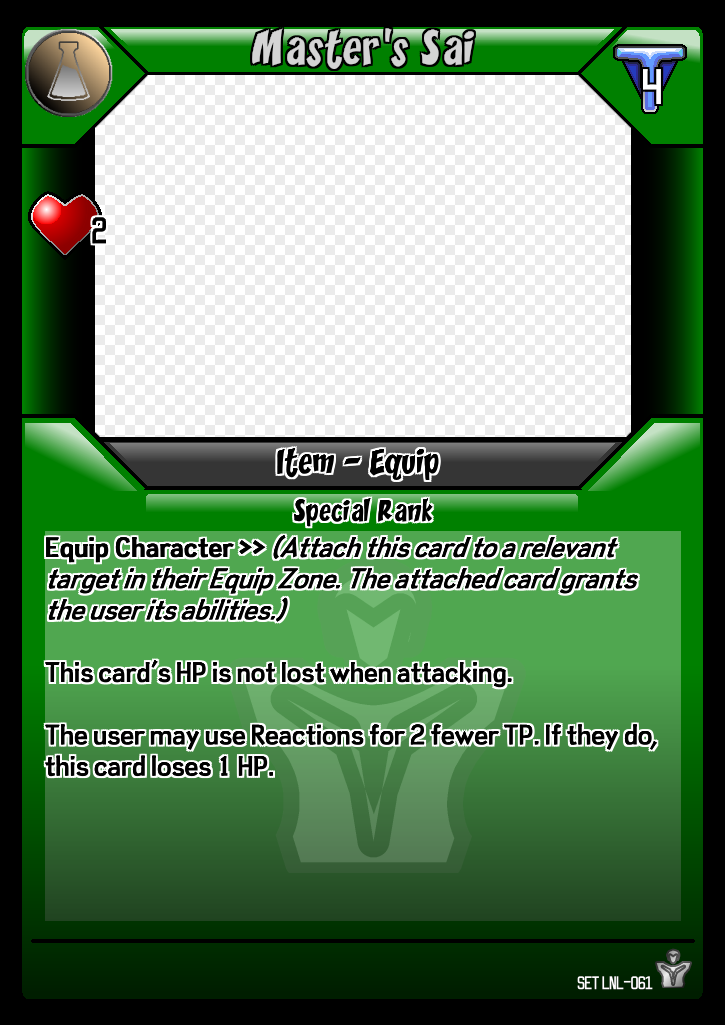 Master's Sai
4
2
Item - Equip
Special Rank
Equip Character >> (Attach this card to a relevant
target in their Equip Zone. The attached card grants
the user its abilities.)
This card's HP is not lost when attacking.
The user may use Reactions for 2 fewer TP. If they do,
this card loses 1 HP.
SET LNL-061